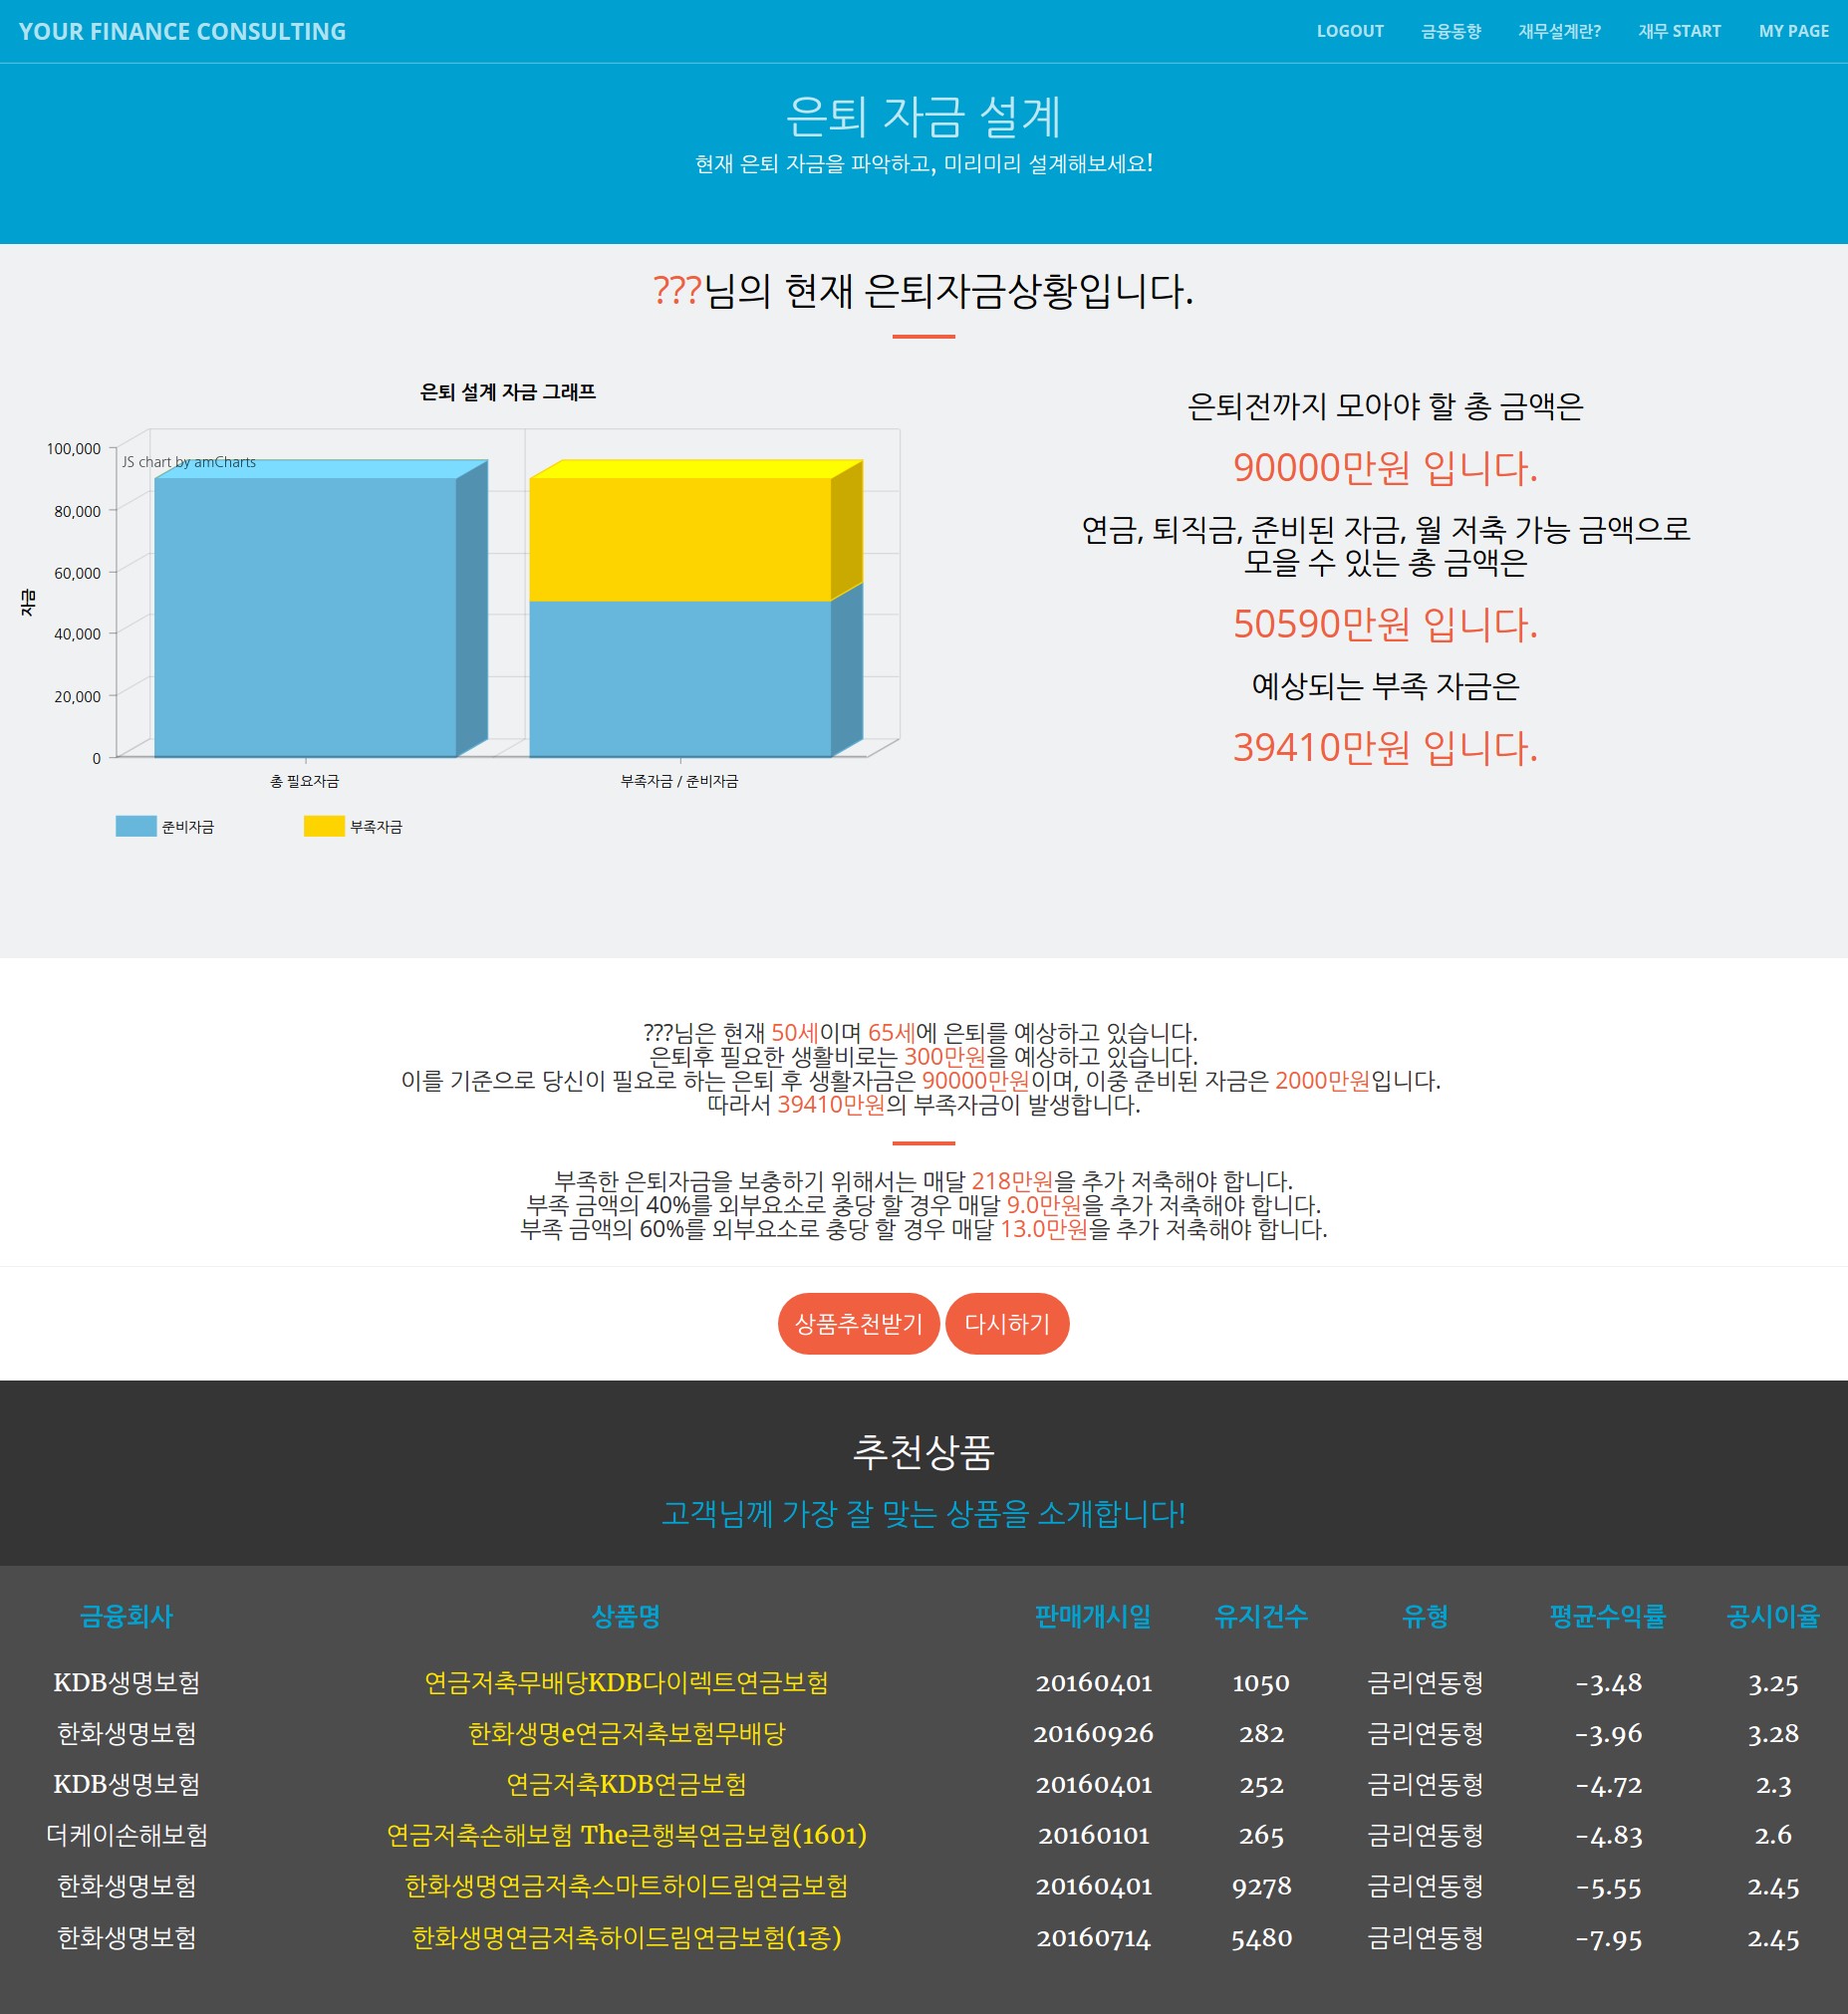 YOUR FINANCE CONSULTING
LOGOUT 금융동향 재무설계란? 재무 START MY PAGE
은퇴 자금 설계
현재 은퇴 자금을 파악하고, 미리미리 설계해보세요!
???님의 현재 은퇴자금상황입니다.
은퇴 설계 자금 그래프
JS chart by amCharts
100,000
80,000
60,000
40,000
20,000
0
자금
총 필요자금 부족자금 / 준비자금
준비자금 부족자금
은퇴전까지 모아야 할 총 금액은
90000만원 입니다.
연금, 퇴직금, 준비된 자금, 월 저축 가능 금액으로
모을 수 있는 총 금액은
50590만원 입니다.
예상되는 부족 자금은
39410만원 입니다.
???님은 현재 50세이며 65세에 은퇴를 예상하고 있습니다.
은퇴후 필요한 생활비로는 300만원을 예상하고 있습니다.
이를 기준으로 당신이 필요로 하는 은퇴 후 생활자금은 90000만원이며, 이중 준비된 자금은 2000만원입니다.
따라서 39410만원의 부족자금이 발생합니다.
부족한 은퇴자금을 보충하기 위해서는 매달 218만원을 추가 저축해야 합니다.
부족 금액의 40%를 외부요소로 충당 할 경우 매달 9.0만원을 추가 저축해야 합니다.
부족 금액의 60%를 외부요소로 충당 할 경우 매달 13.0만원을 추가 저축해야 합니다.
상품추천받기 다시하기
추천상품
고객님께 가장 잘 맞는 상품을 소개합니다!
금융회사 상품명 판매개시일 유지건수 유형 평균수익률 공시이율
KDB생명보험 연금저축무배당KDB다이렉트연금보험 20160401 1050 금리연동형 -3.48 3.25
한화생명보험 한화생명e연금저축보험무배당 20160926 282 금리연동형 -3.96 3.28
KDB생명보험 연금저축KDB연금보험 20160401 252 금리연동형 -4.72 2.3
더케이손해보험 연금저축손해보험 The큰행복연금보험(1601) 20160101 265 금리연동형 -4.83 2.6
한화생명보험 한화생명연금저축스마트하이드림연금보험 20160401 9278 금리연동형 -5.55 2.45
한화생명보험 한화생명연금저축하이드림연금보험(1종) 20160714 5480 금리연동형 -7.95 2.45